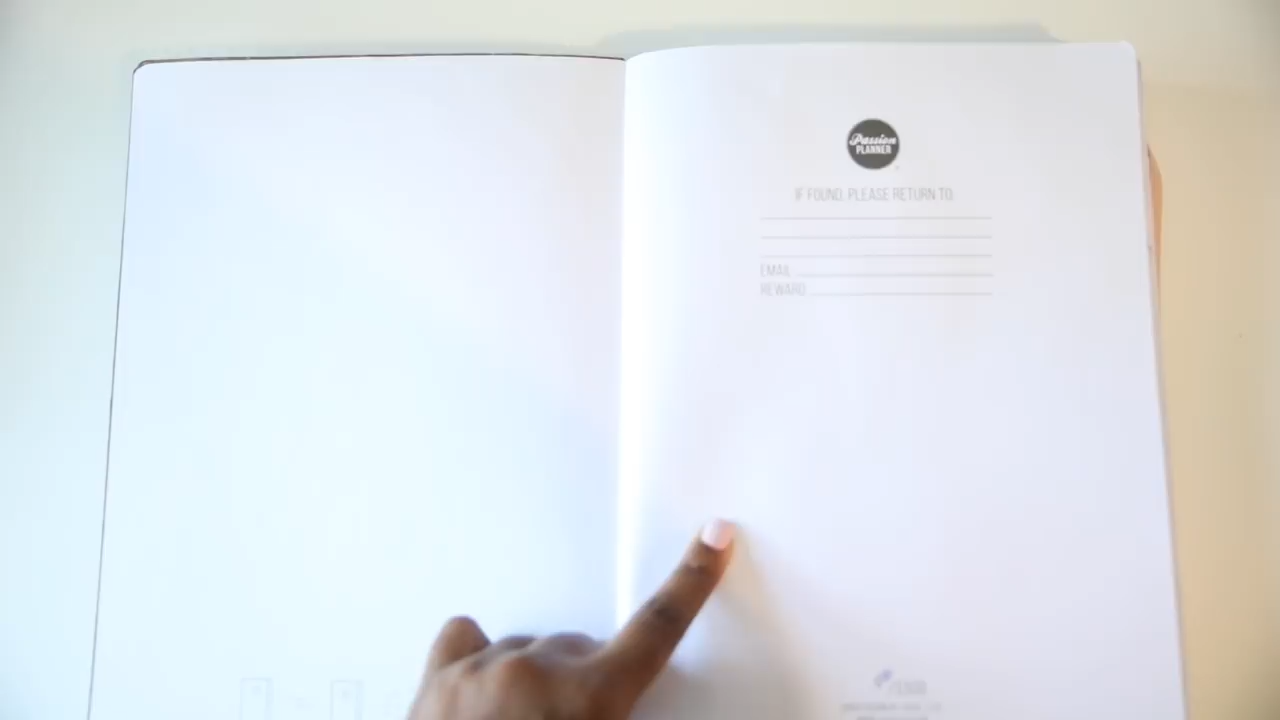 Passion
PLANNER
IF FOUND, PLEASE RETURN TO:
EMAIL
REWARD